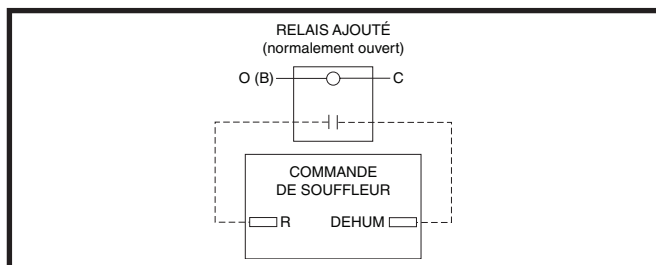 RELAIS AJOUTÉ
(normalement ouvert)
O (B) C
COMMANDE
DE SOUFFLEUR
R DEHUM